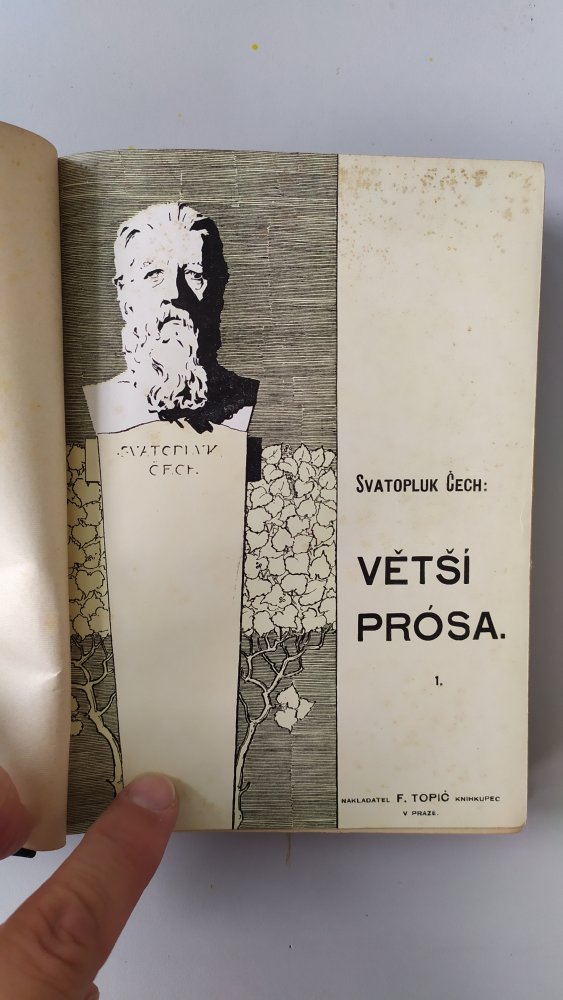 SVATOPLUK
ČECH.
SVATOPLUK ČECH:
VĚTŠÍ
PRÓSA.
1.
NAKLADATEL F. TOPIČ KNIHKUPEC
V PRAZE.